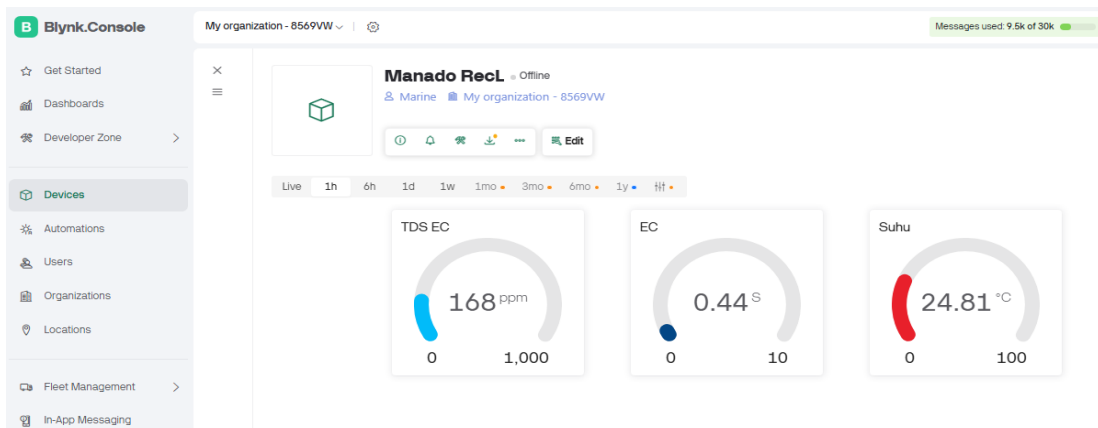 B Blynk.Console
My organization - 8569VW
Messages used: 9.5k of 30k
Get Started
Dashboards
Developer Zone
Devices
Automations
Users
Organizations
Locations
Fleet Management
In-App Messaging
Manado RecL Offline
Marine My organization - 8569VW
Edit
Live 1h 6h 1d 1w 1mo 3mo 6mo 1y
TDS EC
168 ppm
0 1,000
EC
0.44 S
0 10
Suhu
24.81 °C
0 100